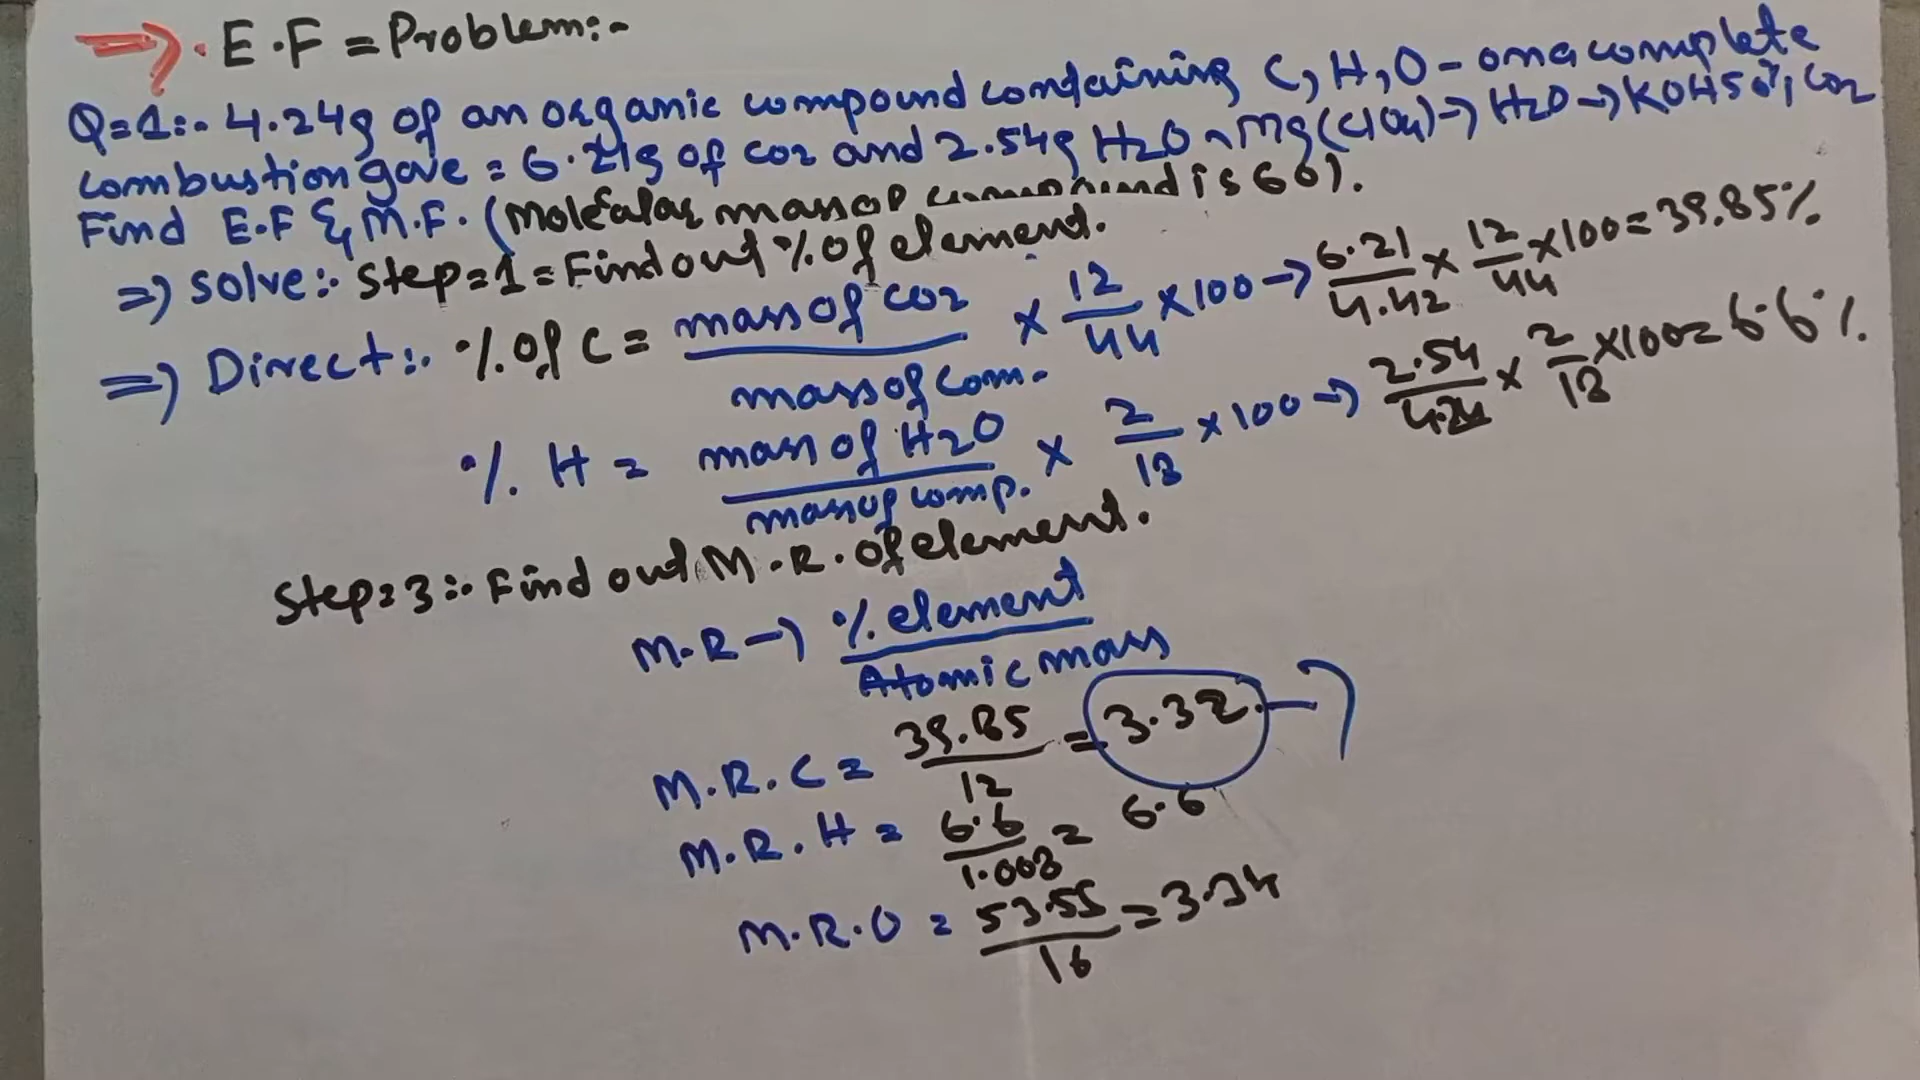 E.F = Problem:-
Q=1:- 4.24g of an organic compound containing C, H, O - on a complete
combustion gave = 6.21g of co2 and 2.54g H2O Mg(ClO4) → H2O → KOH50%, co2
Find E.F & M.F. (Molecular mass of compound is 60).
⇒ solve:- Step=1= Find out % of element.
⇒ Direct:- % of C = mass of co2 / mass of com. × 12/44 × 100 → 6.21/4.42 × 12/44 × 100 = 39.85%
% H = mass of H2O / mass of comp. × 2/18 × 100 → 2.54/4.24 × 2/18 × 100 = 6.6%
Step=3:- Find out M.R. of element.
M.R → % element / Atomic mass
M.R.C = 39.85/12 = 3.32
M.R.H = 6.6/1.008 = 6.6
M.R.O = 53.55/16 = 3.34